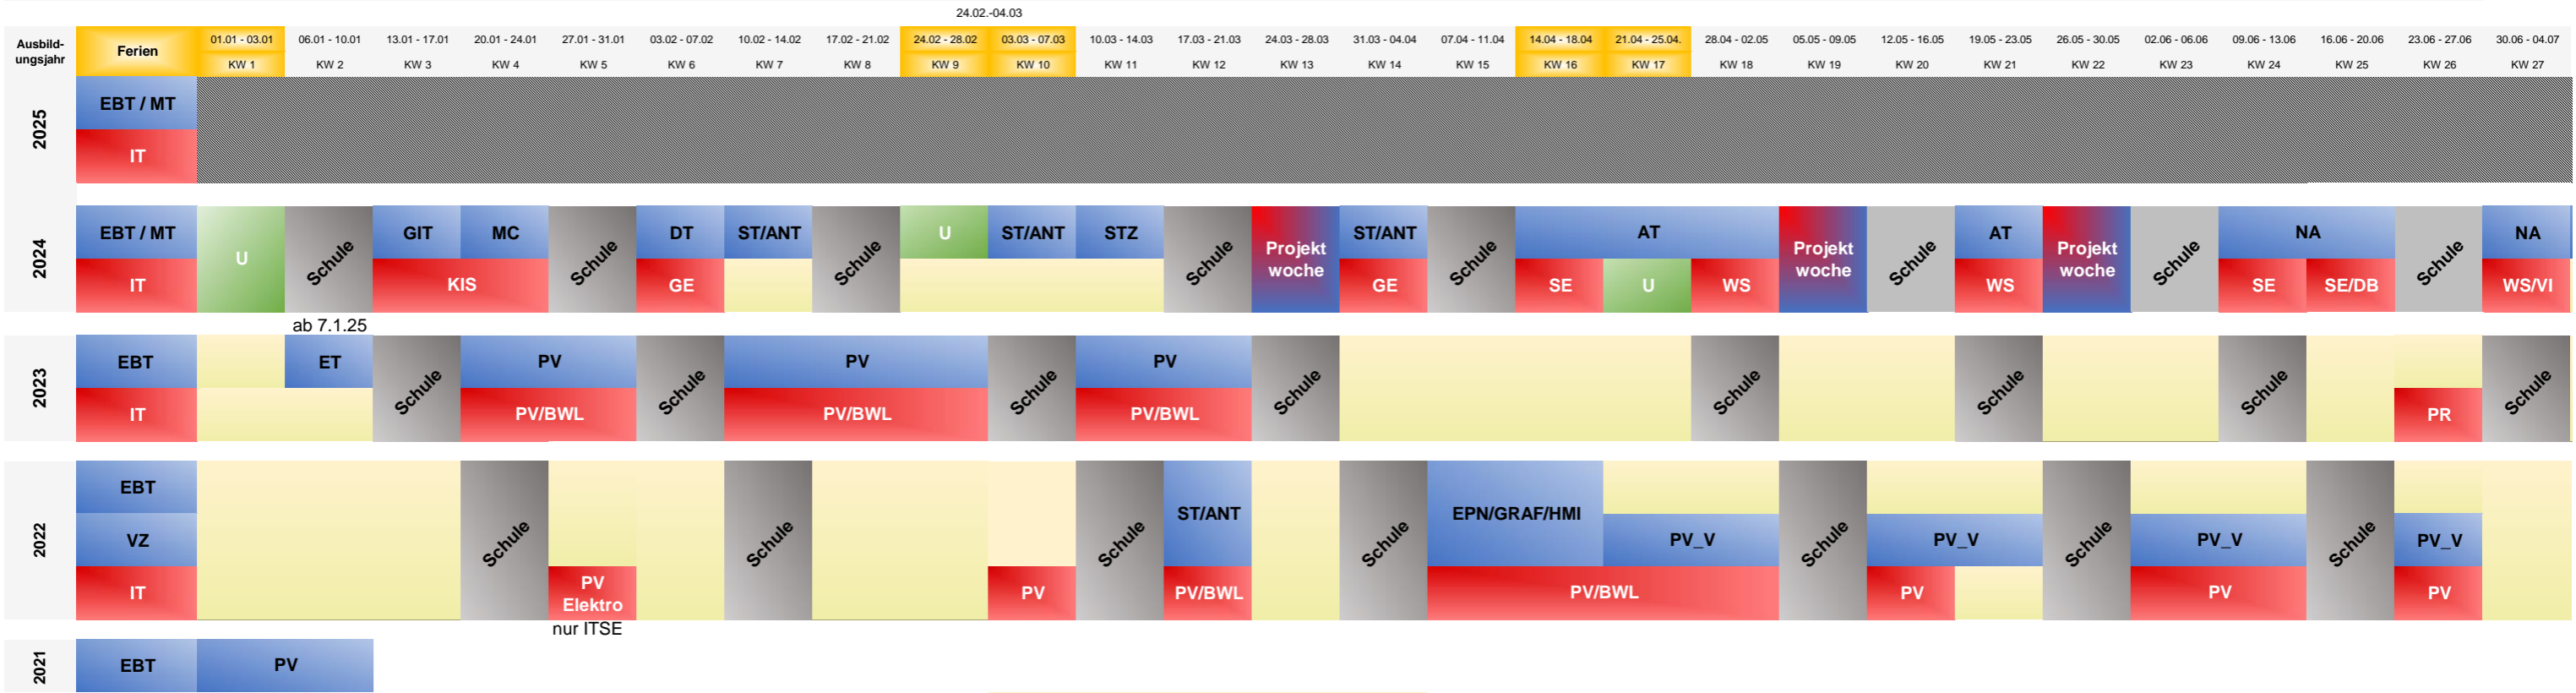 24.02.-04.03
Ausbild-
ungsjahr
Ferien
01.01 - 03.01 06.01 - 10.01 13.01 - 17.01 20.01 - 24.01 27.01 - 31.01 03.02 - 07.02 10.02 - 14.02 17.02 - 21.02 24.02 - 28.02 03.03 - 07.03 10.03 - 14.03 17.03 - 21.03 24.03 - 28.03 31.03 - 04.04 07.04 - 11.04 14.04 - 18.04 21.04 - 25.04. 28.04 - 02.05 05.05 - 09.05 12.05 - 16.05 19.05 - 23.05 26.05 - 30.05 02.06 - 06.06 09.06 - 13.06 16.06 - 20.06 23.06 - 27.06 30.06 - 04.07
KW 1 KW 2 KW 3 KW 4 KW 5 KW 6 KW 7 KW 8 KW 9 KW 10 KW 11 KW 12 KW 13 KW 14 KW 15 KW 16 KW 17 KW 18 KW 19 KW 20 KW 21 KW 22 KW 23 KW 24 KW 25 KW 26 KW 27
2025
EBT / MT
IT
2024
EBT / MT U Schule GIT MC Schule DT ST/ANT Schule U ST/ANT STZ Schule Projekt woche ST/ANT Schule AT Projekt woche Schule AT Projekt woche Schule NA Schule NA
IT KIS GE GE SE U WS WS SE SE/DB WS/VI
ab 7.1.25
2023
EBT ET Schule PV Schule PV Schule PV Schule Schule Schule Schule Schule
IT PV/BWL PV/BWL PV/BWL PR
2022
EBT Schule Schule Schule ST/ANT Schule EPN/GRAF/HMI Schule Schule Schule
VZ PV_V PV_V PV_V PV_V
IT PV Elektro PV PV/BWL PV/BWL PV PV PV
nur ITSE
2021
EBT PV